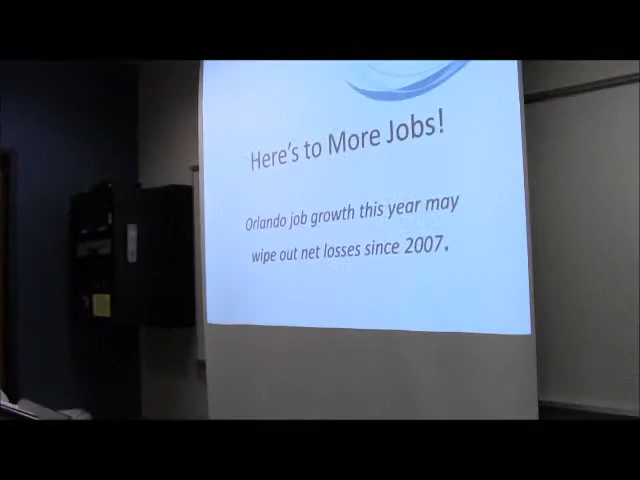 Here's to More Jobs!
Orlando job growth this year may
wipe out net losses since 2007.